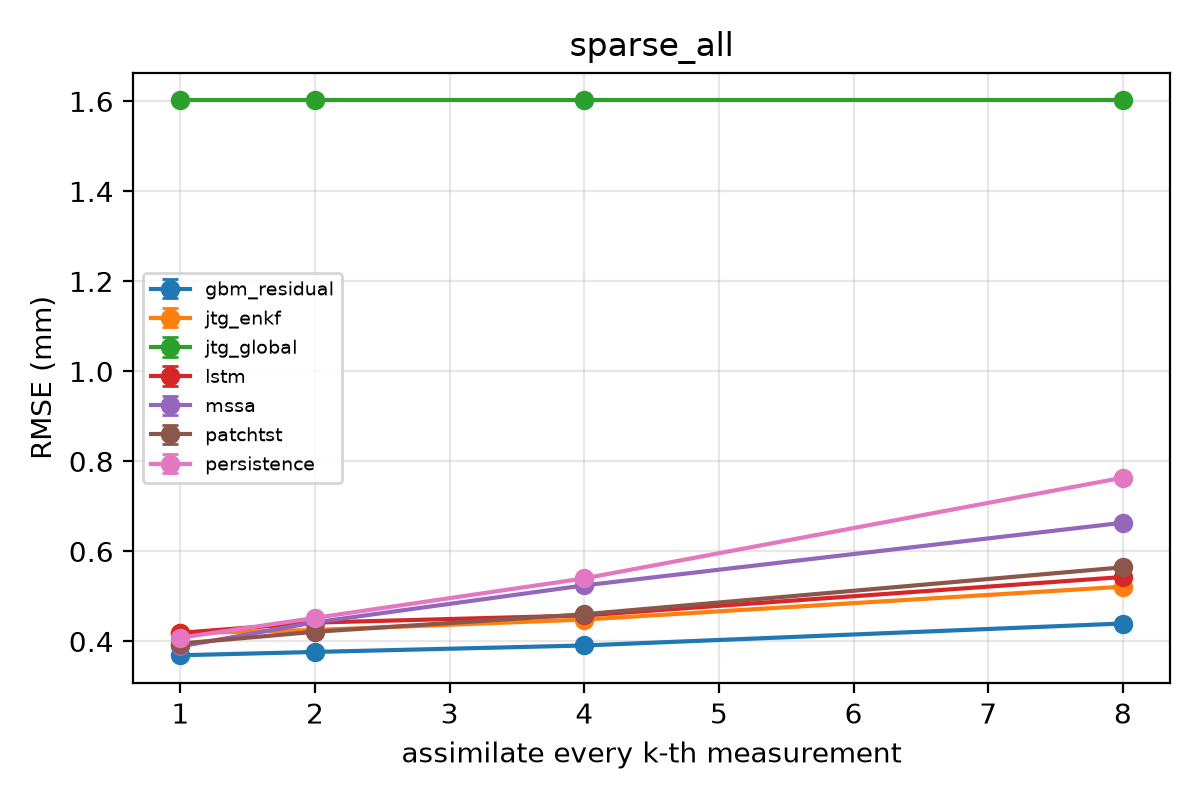 sparse_all
RMSE (mm)
1.6
1.4
1.2
1.0
0.8
0.6
0.4
gbm_residual
jtg_enkf
jtg_global
lstm
mssa
patchtst
persistence
1 2 3 4 5 6 7 8
assimilate every k-th measurement